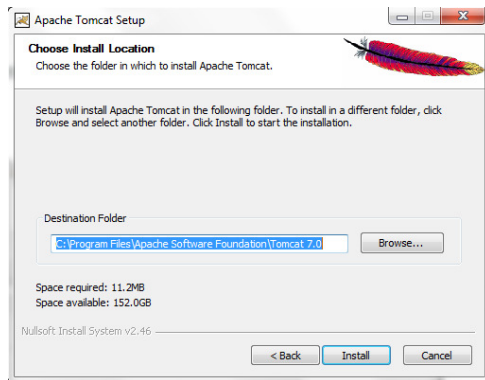 Apache Tomcat Setup
Choose Install Location
Choose the folder in which to install Apache Tomcat.
Setup will install Apache Tomcat in the following folder. To install in a different folder, click
Browse and select another folder. Click Install to start the installation.
Destination Folder
C:\Program Files\Apache Software Foundation\Tomcat 7.0
Browse...
Space required: 11.2MB
Space available: 152.0GB
Nullsoft Install System v2.46
< Back
Install
Cancel